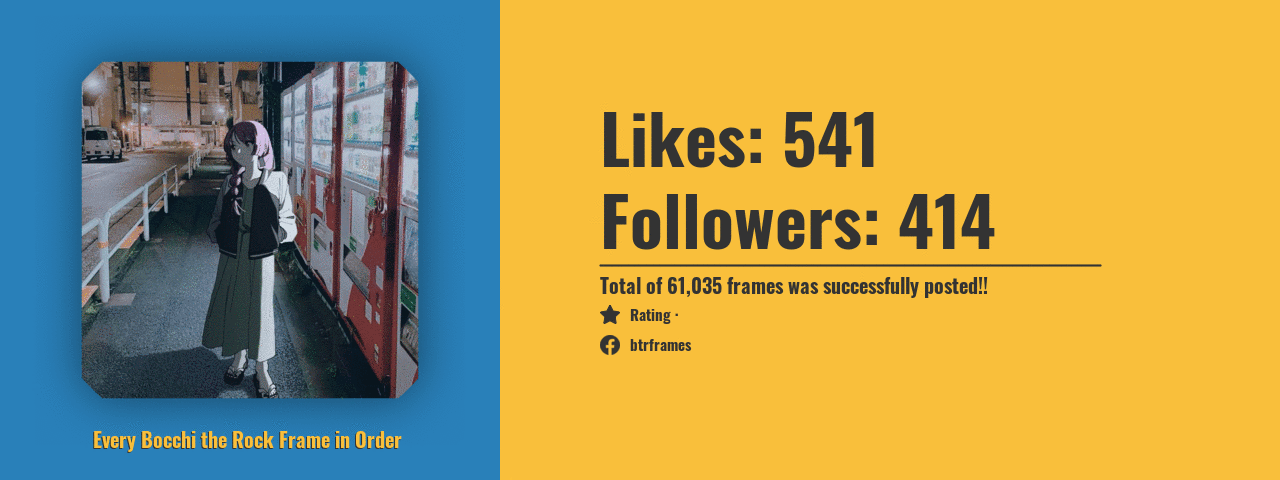 Likes: 541
Followers: 414
Total of 61,035 frames was successfully posted!!
Rating ·
btrframes
Every Bocchi the Rock Frame in Order